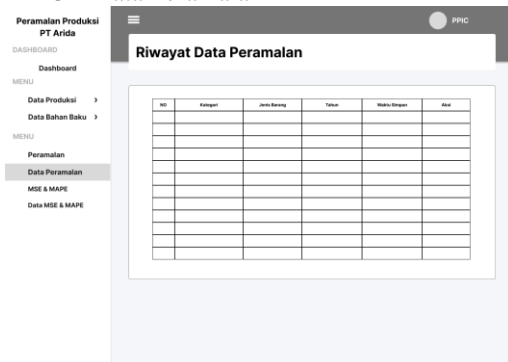 Peramalan Produksi
PT Arida
DASHBOARD
Dashboard
MENU
Data Produksi >
Data Bahan Baku >
MENU
Peramalan
Data Peramalan
MSE & MAPE
Data MSE & MAPE
PPIC
Riwayat Data Peramalan
NO Kategori Jenis Barang Tahun Waktu Simpan Aksi